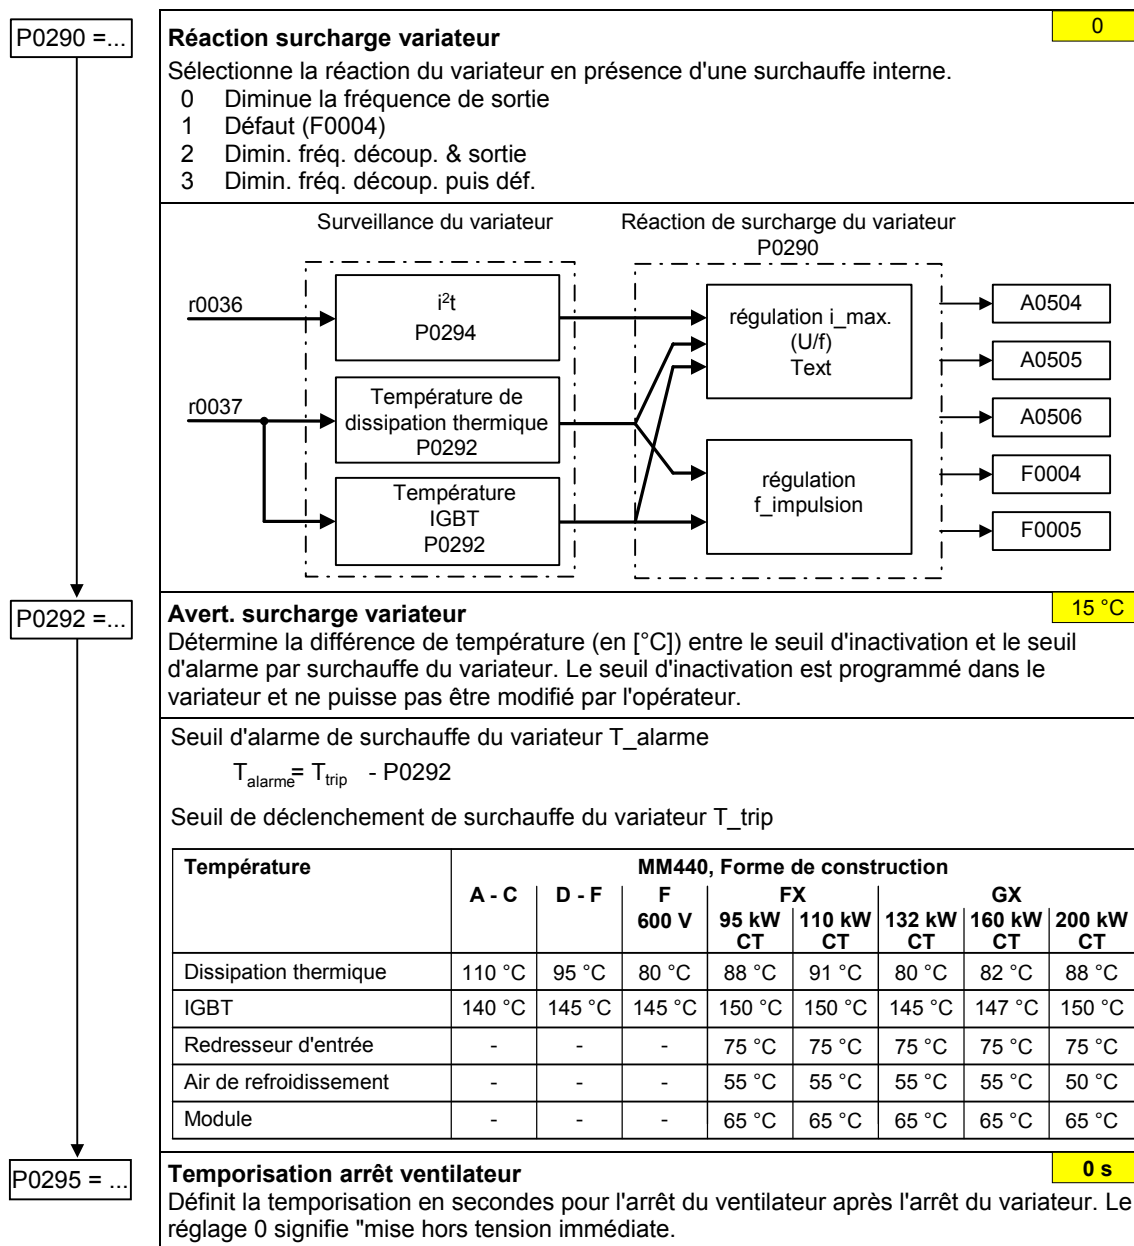 P0290 =...
Réaction surcharge variateur
0
Sélectionne la réaction du variateur en présence d'une surchauffe interne.
0 Diminue la fréquence de sortie
1 Défaut (F0004)
2 Dimin. fréq. découp. & sortie
3 Dimin. fréq. découp. puis déf.
Surveillance du variateur
Réaction de surcharge du variateur
P0290
r0036
i²t
P0294
régulation i_max.
(U/f)
Text
A0504
A0505
r0037
Température de
dissipation thermique
P0292
A0506
Température
IGBT
P0292
régulation
f_impulsion
F0004
F0005
P0292 =...
Avert. surcharge variateur
15 °C
Détermine la différence de température (en [°C]) entre le seuil d'inactivation et le seuil
d'alarme par surchauffe du variateur. Le seuil d'inactivation est programmé dans le
variateur et ne puisse pas être modifié par l'opérateur.
Seuil d'alarme de surchauffe du variateur T_alarme
Talarme= Ttrip - P0292
Seuil de déclenchement de surchauffe du variateur T_trip
Température MM440, Forme de construction
A - C D - F F FX GX
600 V 95 kW 110 kW 132 kW 160 kW 200 kW
CT CT CT CT CT
Dissipation thermique 110 °C 95 °C 80 °C 88 °C 91 °C 80 °C 82 °C 88 °C
IGBT 140 °C 145 °C 145 °C 150 °C 150 °C 145 °C 147 °C 150 °C
Redresseur d'entrée - - - 75 °C 75 °C 75 °C 75 °C 75 °C
Air de refroidissement - - - 55 °C 55 °C 55 °C 55 °C 50 °C
Module - - - 65 °C 65 °C 65 °C 65 °C 65 °C
P0295 = ...
Temporisation arrêt ventilateur
0 s
Définit la temporisation en secondes pour l'arrêt du ventilateur après l'arrêt du variateur. Le
réglage 0 signifie "mise hors tension immédiate.